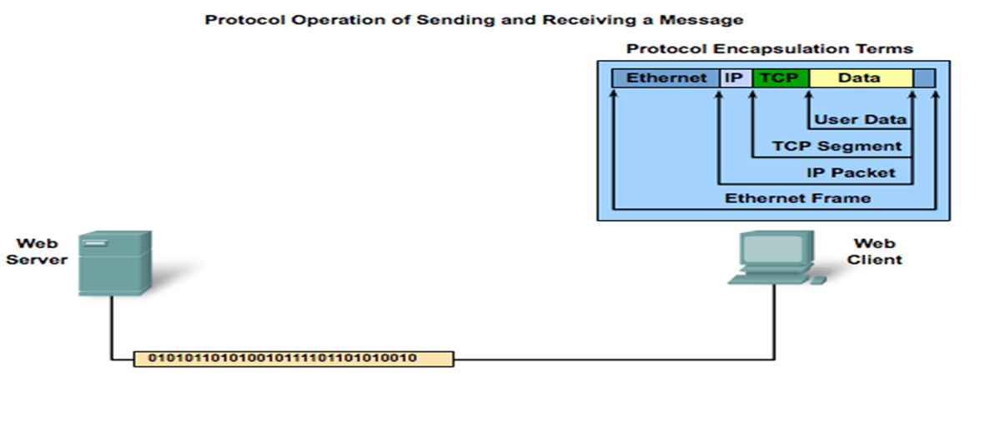 Protocol Operation of Sending and Receiving a Message
Protocol Encapsulation Terms
Ethernet IP TCP Data
User Data
TCP Segment
IP Packet
Ethernet Frame
Web
Server
Web
Client
0101011010100101111101101010010